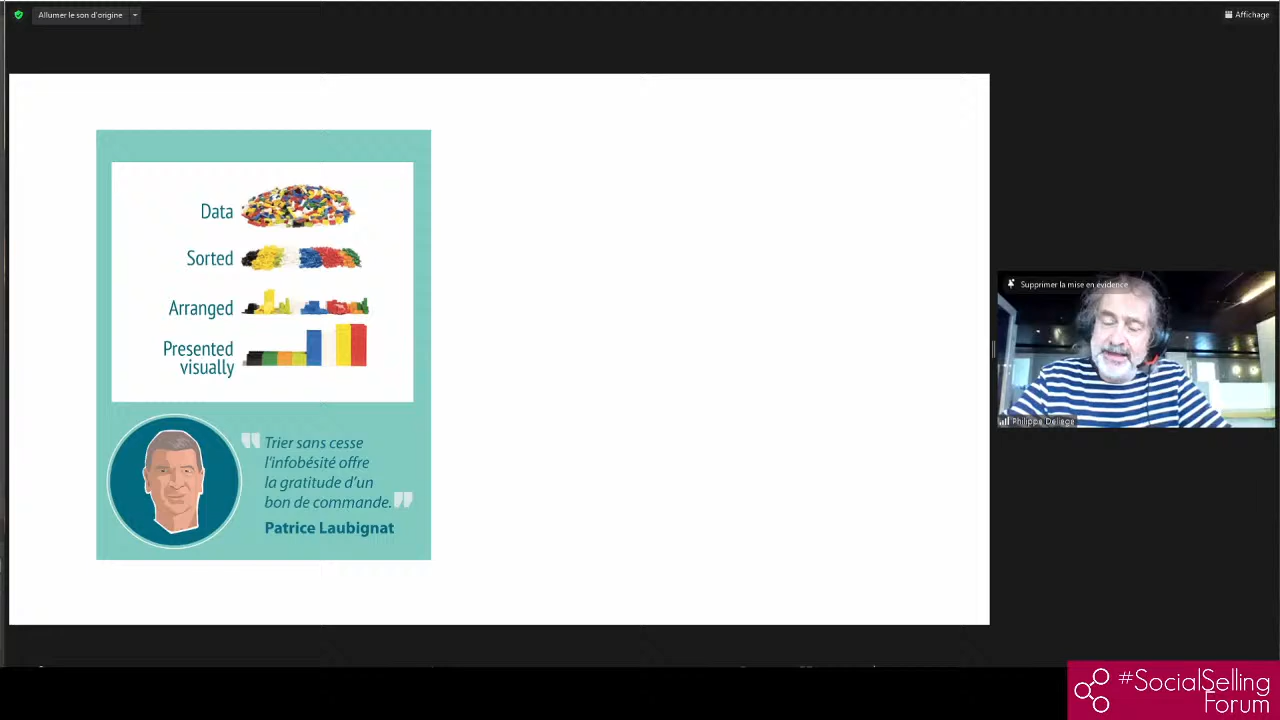 Allumer le son d'origine
Affichage
Data
Sorted
Arranged
Presented
visually
Trier sans cesse
l'infobésité offre
la gratitude d'un
bon de commande.
Patrice Laubignat
Supprimer la mise en évidence
Philippe Deliège
#SocialSelling
Forum